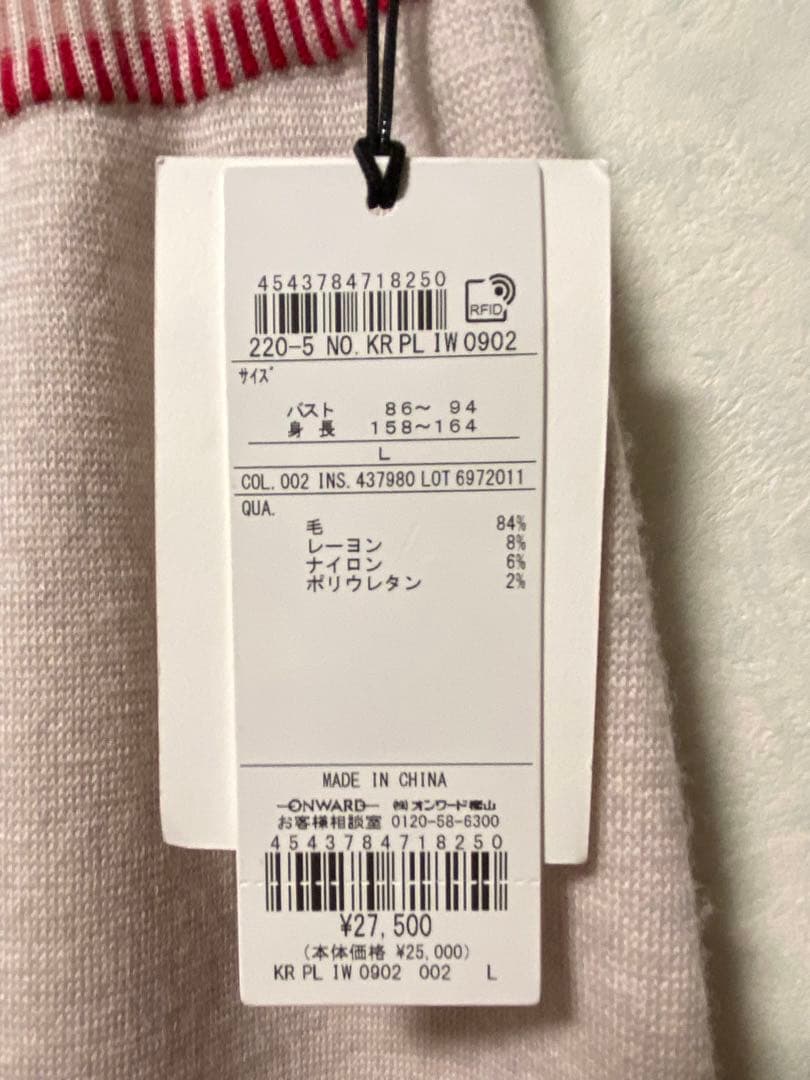 4543784718250
RFID
220-5 NO. KR PL IW 0902
サイズ
バスト 86〜 94
身 長 158〜164
L
COL. 002 INS. 437980 LOT 6972011
QUA.
毛 84%
レーヨン 8%
ナイロン 6%
ポリウレタン 2%
MADE IN CHINA
ONWARD ㈱オンワード樫山
お客様相談室 0120-58-6300
4543784718250
¥27,500
(本体価格 ¥25,000)
KR PL IW 0902 002 L